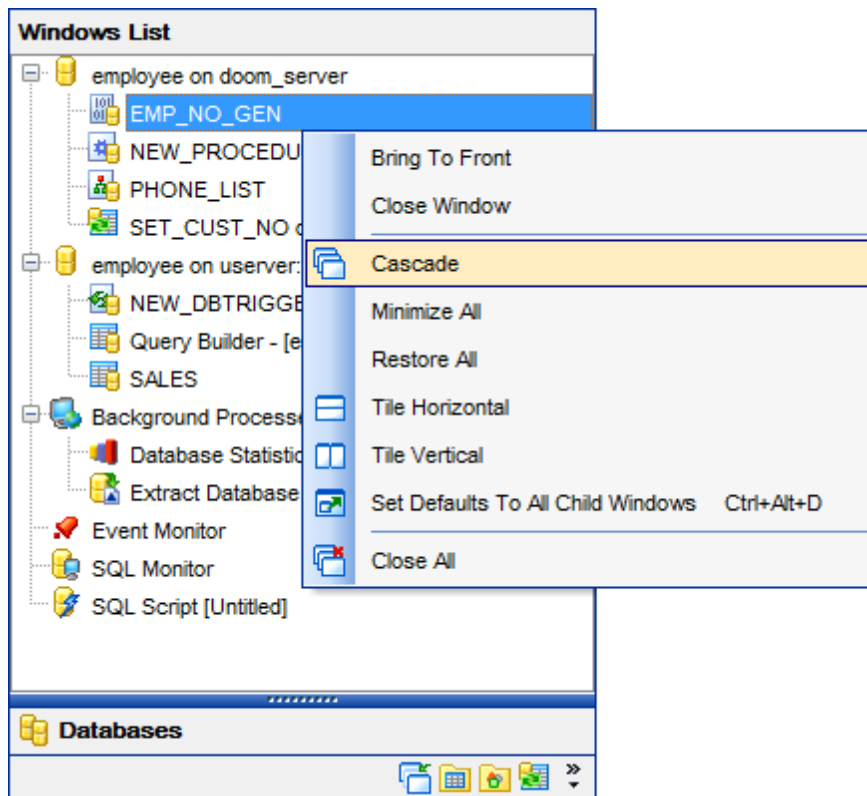 Windows List
employee on doom_server
EMP_NO_GEN
NEW_PROCEDU
PHONE_LIST
SET_CUST_NO
employee on userver:
NEW_DBTRIGGE
Query Builder - [e
SALES
Background Processe
Database Statistic
Extract Database
Event Monitor
SQL Monitor
SQL Script [Untitled]
Bring To Front
Close Window
Cascade
Minimize All
Restore All
Tile Horizontal
Tile Vertical
Set Defaults To All Child Windows Ctrl+Alt+D
Close All
Databases